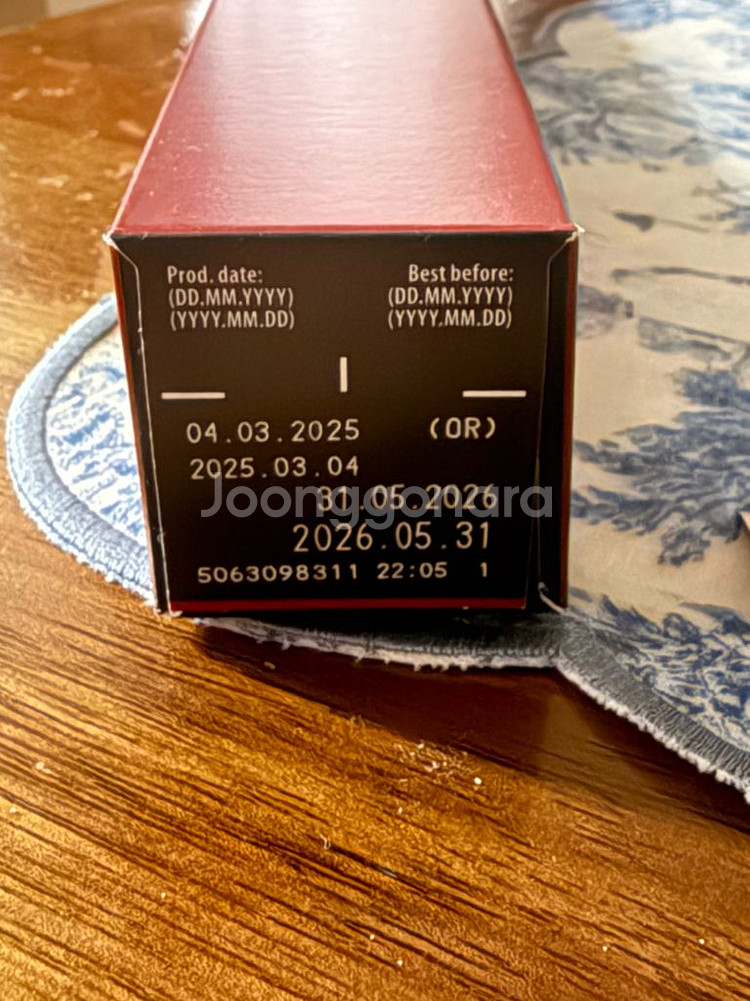 Prod. date:
(DD.MM.YYYY)
(YYYY.MM.DD)
Best before:
(DD.MM.YYYY)
(YYYY.MM.DD)
04.03.2025 (OR)
2025.03.04
31.05.2026
Joonggonara
2026.05.31
5063098311 22:05 1